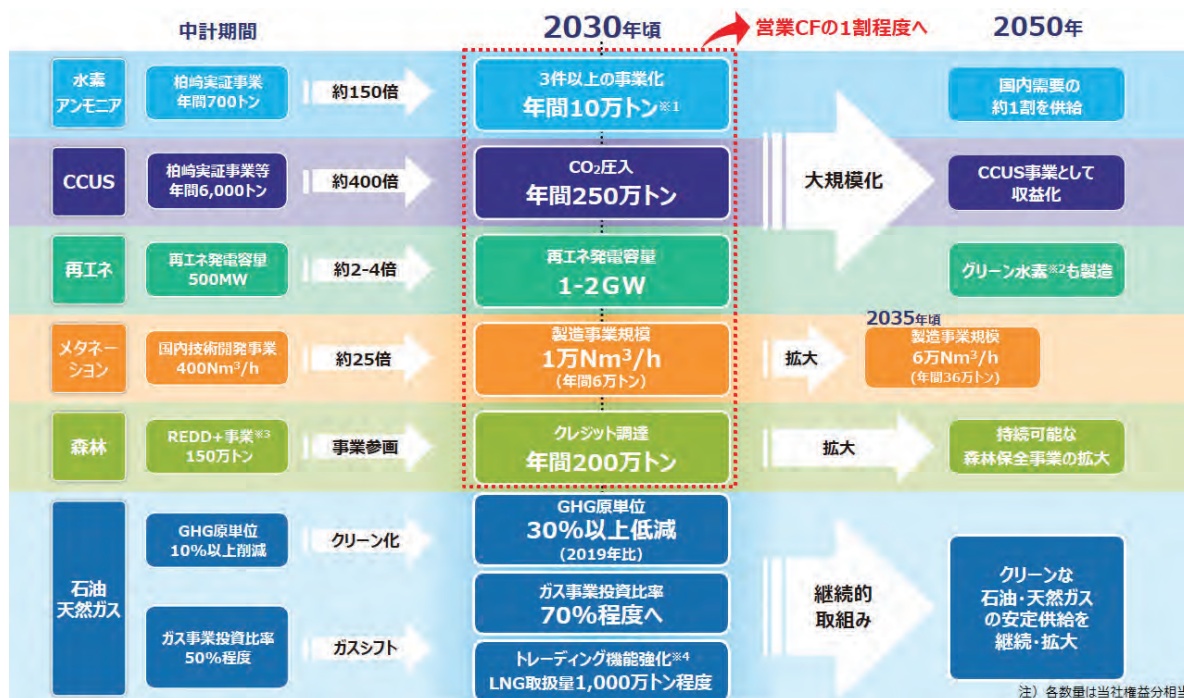 中計期間
2030年頃
営業CFの1割程度へ
2050年
水素
アンモニア
柏崎実証事業
年間700トン
約150倍
3件以上の事業化
年間10万トン※1
国内需要の
約1割を供給
CCUS
柏崎実証事業等
年間6,000トン
約400倍
CO₂圧入
年間250万トン
大規模化
CCUS事業として
収益化
再エネ
再エネ発電容量
500MW
約2-4倍
再エネ発電容量
1-2GW
グリーン水素※2も製造
メタネー
ション
国内技術開発事業
400Nm³/h
約25倍
製造事業規模
1万Nm³/h
(年間6万トン)
拡大
2035年頃
製造事業規模
6万Nm³/h
(年間36万トン)
森林
REDD+事業※3
150万トン
事業参画
クレジット調達
年間200万トン
拡大
持続可能な
森林保全事業の拡大
石油
天然ガス
GHG原単位
10%以上削減
クリーン化
GHG原単位
30%以上低減
(2019年比)
ガス事業投資比率
50%程度
ガスシフト
ガス事業投資比率
70%程度へ
トレーディング機能強化※4
LNG取扱量1,000万トン程度
継続的
取組み
クリーンな
石油・天然ガス
の安定供給を
継続・拡大
注）各数量は当社権益分相当